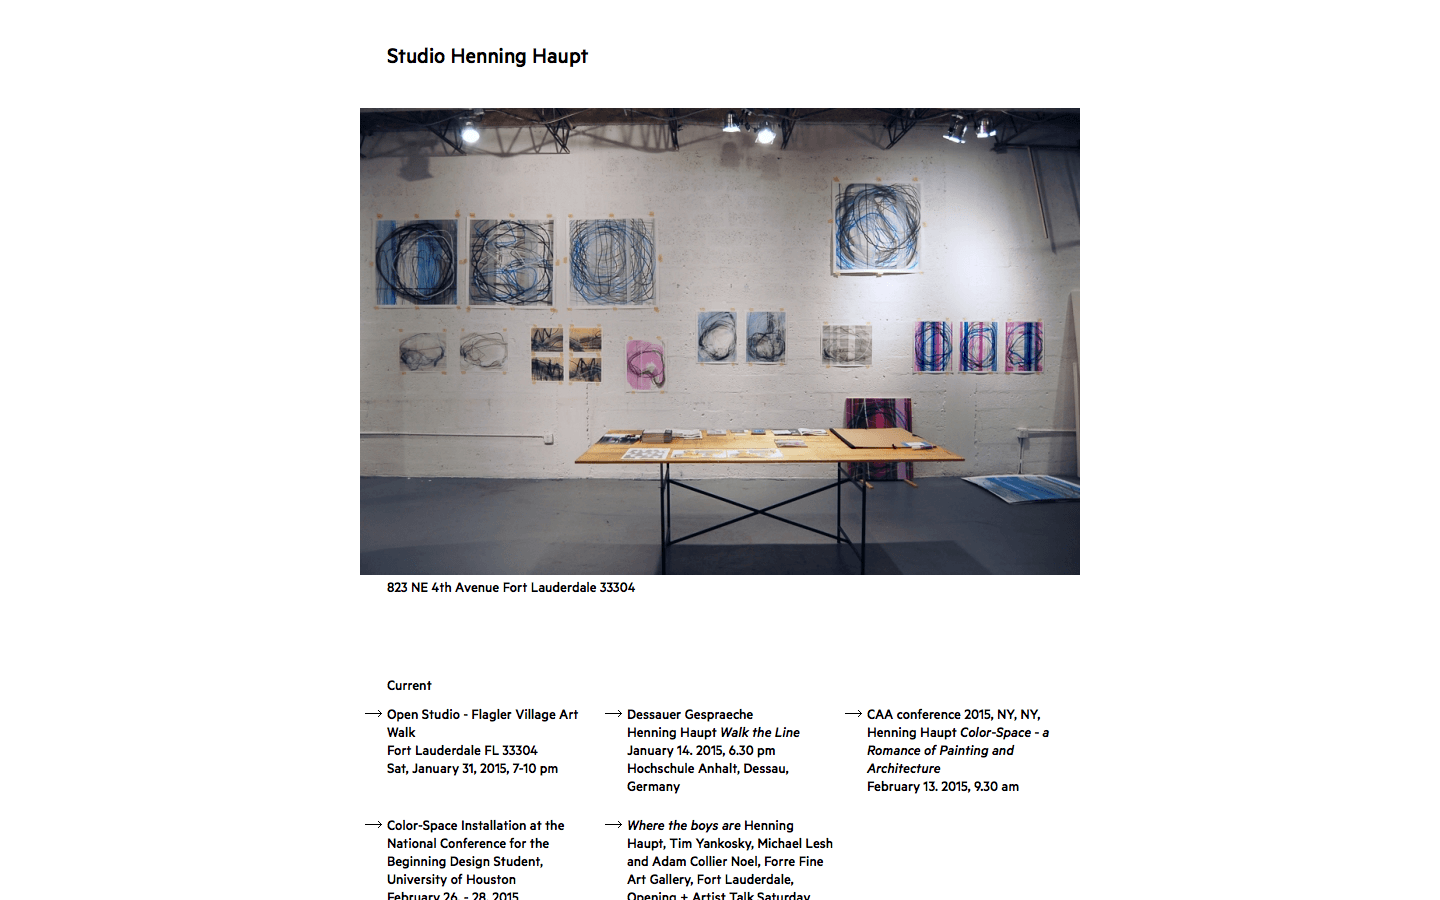 Studio Henning Haupt
823 NE 4th Avenue Fort Lauderdale 33304
Current
Open Studio - Flagler Village Art
Walk
Fort Lauderdale FL 33304
Sat, January 31, 2015, 7-10 pm
Dessauer Gespraeche
Henning Haupt Walk the Line
January 14. 2015, 6.30 pm
Hochschule Anhalt, Dessau,
Germany
CAA conference 2015, NY, NY,
Henning Haupt Color-Space - a
Romance of Painting and
Architecture
February 13. 2015, 9.30 am
Color-Space Installation at the
National Conference for the
Beginning Design Student,
University of Houston
February 26. - 28. 2015
Where the boys are Henning
Haupt, Tim Yankosky, Michael Lesh
and Adam Collier Noel, Forre Fine
Art Gallery, Fort Lauderdale,
Opening + Artist Talk Saturday